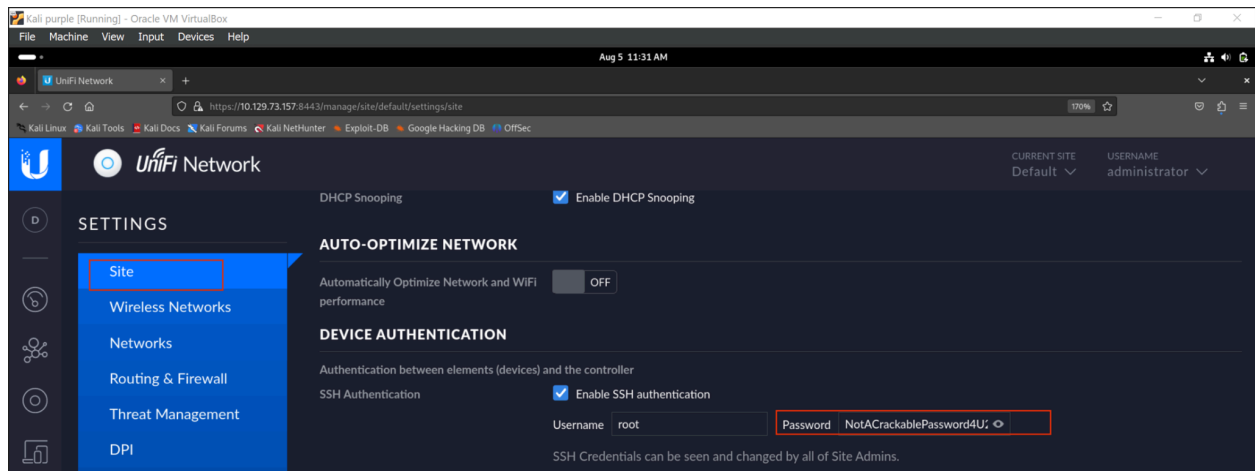 Kali purple [Running] - Oracle VM VirtualBox
File Machine View Input Devices Help
Aug 5 11:31 AM
UniFi Network
https://10.129.73.157:8443/manage/site/default/settings/site
170%
Kali Linux Kali Tools Kali Docs Kali Forums Kali NetHunter Exploit-DB Google Hacking DB OffSec
UniFi Network
CURRENT SITE USERNAME
Default administrator
DHCP Snooping Enable DHCP Snooping
D
SETTINGS
AUTO-OPTIMIZE NETWORK
Site
Automatically Optimize Network and WiFi OFF
performance
Wireless Networks
DEVICE AUTHENTICATION
Networks
Authentication between elements (devices) and the controller
Routing & Firewall
SSH Authentication Enable SSH authentication
Threat Management
Username root Password NotACrackablePassword4U2
DPI
SSH Credentials can be seen and changed by all of Site Admins.